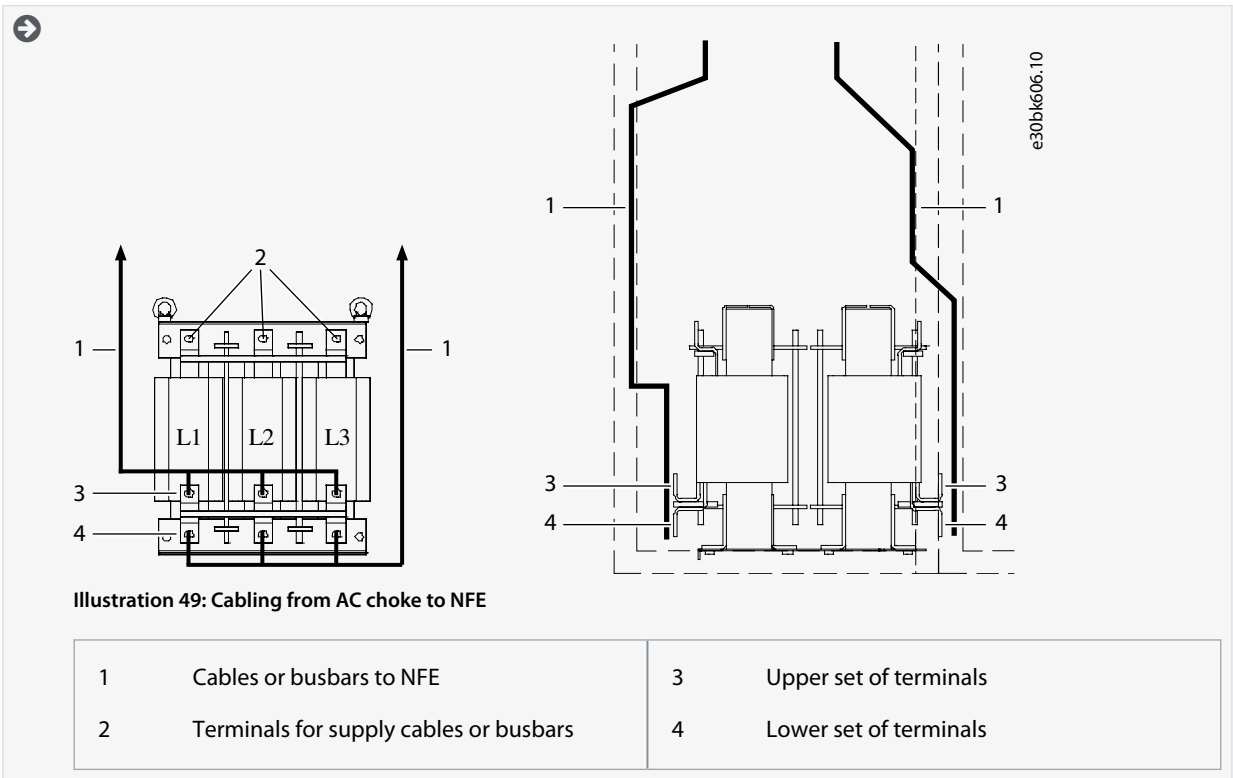 e30bk606.10
1
1
2
1
1
L1
L2
L3
3
4
3
3
4
4
Illustration 49: Cabling from AC choke to NFE
1 Cables or busbars to NFE
3 Upper set of terminals
2 Terminals for supply cables or busbars
4 Lower set of terminals